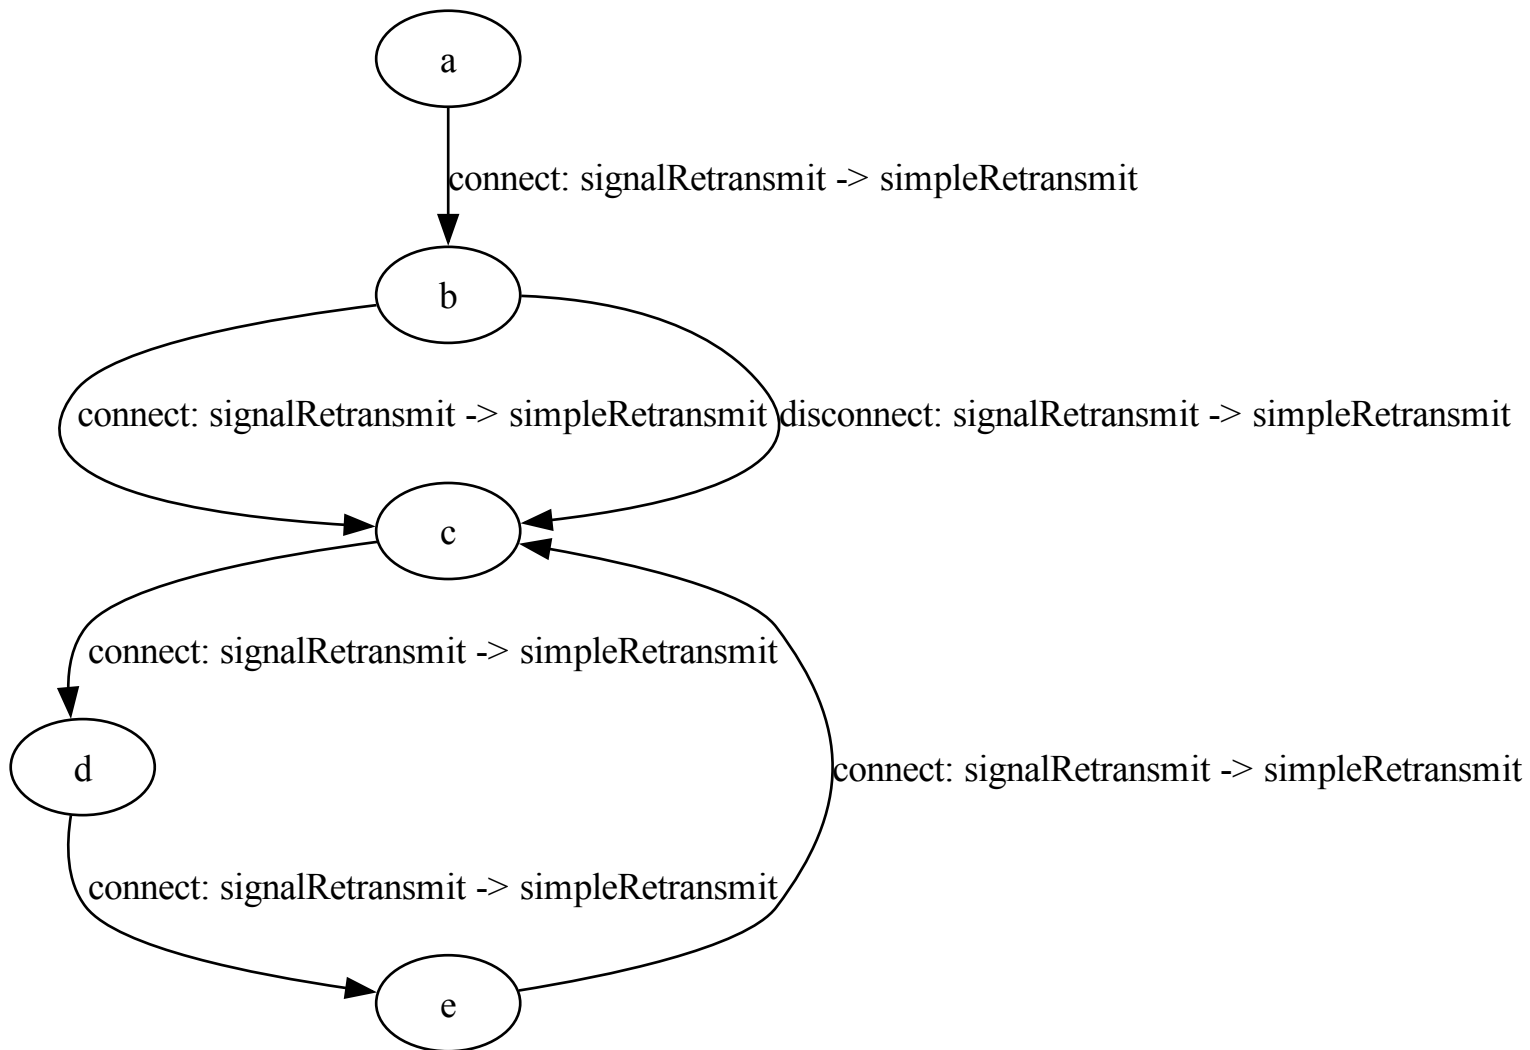 a
connect: signalRetransmit -> simpleRetransmit
b
connect: signalRetransmit -> simpleRetransmit
disconnect: signalRetransmit -> simpleRetransmit
c
connect: signalRetransmit -> simpleRetransmit
d
connect: signalRetransmit -> simpleRetransmit
connect: signalRetransmit -> simpleRetransmit
e